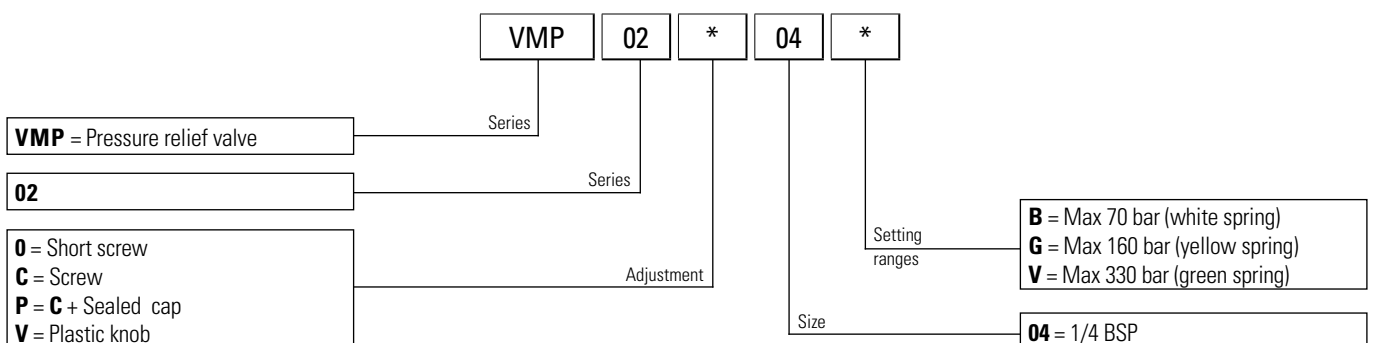 VMP 02 * 04 *
Series
VMP = Pressure relief valve
Series
02
0 = Short screw
C = Screw
P = C + Sealed cap
V = Plastic knob
Adjustment
Setting
ranges
B = Max 70 bar (white spring)
G = Max 160 bar (yellow spring)
V = Max 330 bar (green spring)
Size
04 = 1/4 BSP